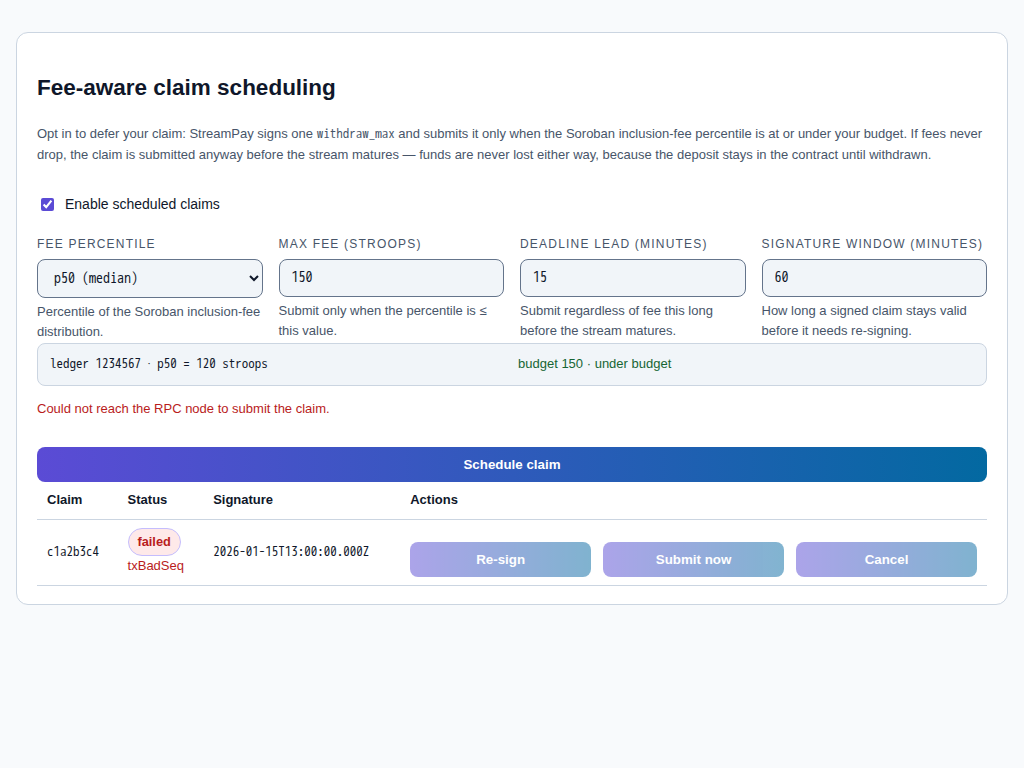 Fee-aware claim scheduling
Opt in to defer your claim: StreamPay signs one withdraw_max and submits it only when the Soroban inclusion-fee percentile is at or under your budget. If fees never
drop, the claim is submitted anyway before the stream matures — funds are never lost either way, because the deposit stays in the contract until withdrawn.
Enable scheduled claims
FEE PERCENTILE
p50 (median)
Percentile of the Soroban inclusion-fee
distribution.
MAX FEE (STROOPS)
150
Submit only when the percentile is ≤
this value.
DEADLINE LEAD (MINUTES)
15
Submit regardless of fee this long
before the stream matures.
SIGNATURE WINDOW (MINUTES)
60
How long a signed claim stays valid
before it needs re-signing.
ledger 1234567 · p50 = 120 stroops
budget 150 · under budget
Could not reach the RPC node to submit the claim.
Schedule claim
Claim Status Signature Actions
c1a2b3c4 failed 2026-01-15T13:00:00.000Z Re-sign Submit now Cancel
txBadSeq